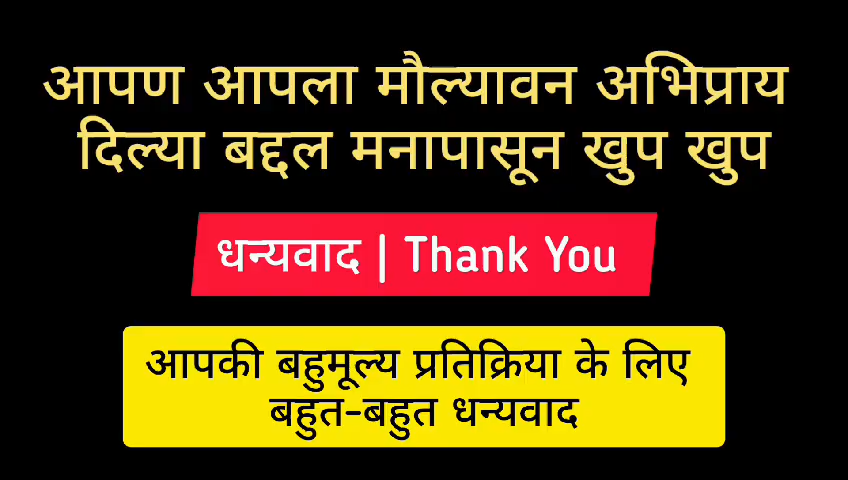 आपण आपला मौल्यावन अभिप्राय
दिल्या बद्दल मनापासून खुप खुप
धन्यवाद | Thank You
आपकी बहुमूल्य प्रतिक्रिया के लिए
बहुत-बहुत धन्यवाद